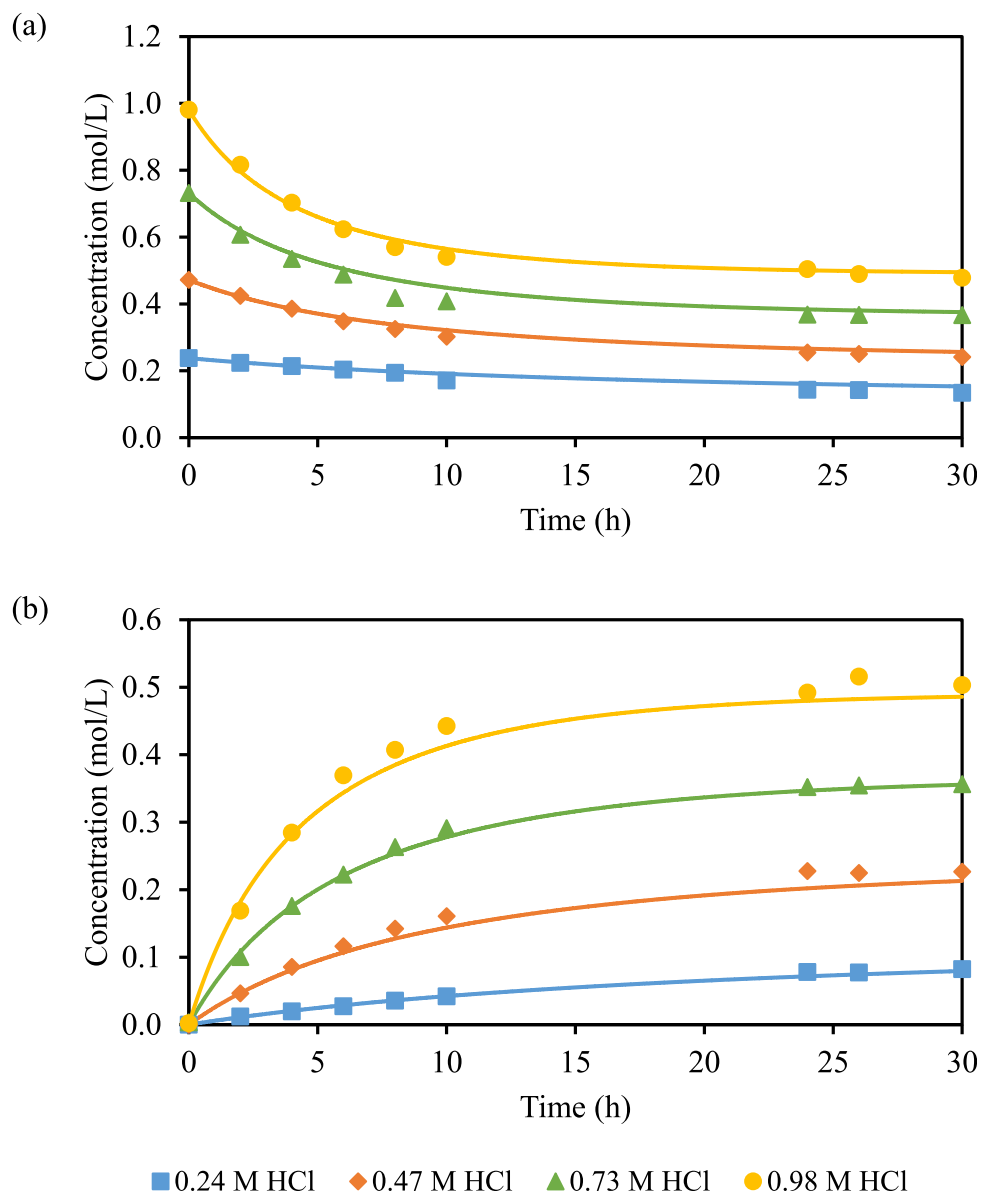 (a)
Concentration (mol/L)
1.2
1.0
0.8
0.6
0.4
0.2
0.0
0 5 10 15 20 25 30
Time (h)
(b)
Concentration (mol/L)
0.6
0.5
0.4
0.3
0.2
0.1
0.0
0 5 10 15 20 25 30
Time (h)
0.24 M HCl 0.47 M HCl 0.73 M HCl 0.98 M HCl